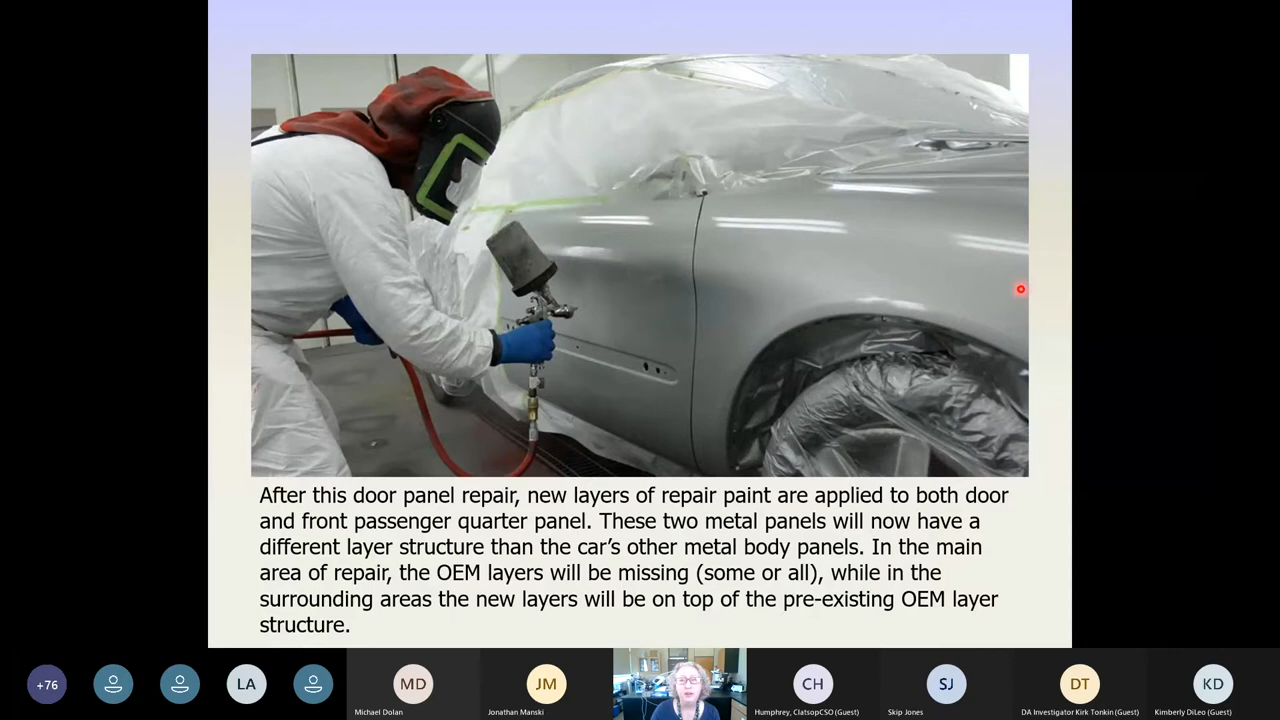 After this door panel repair, new layers of repair paint are applied to both door
and front passenger quarter panel. These two metal panels will now have a
different layer structure than the car’s other metal body panels. In the main
area of repair, the OEM layers will be missing (some or all), while in the
surrounding areas the new layers will be on top of the pre-existing OEM layer
structure.
+76
LA
MD
JM
CH
SJ
DT
KD
Michael Dolan
Jonathan Manski
Humphrey, ClatsopCSO (Guest)
Skip Jones
DA Investigator Kirk Tonkin (Guest)
Kimberly DiLeo (Guest)